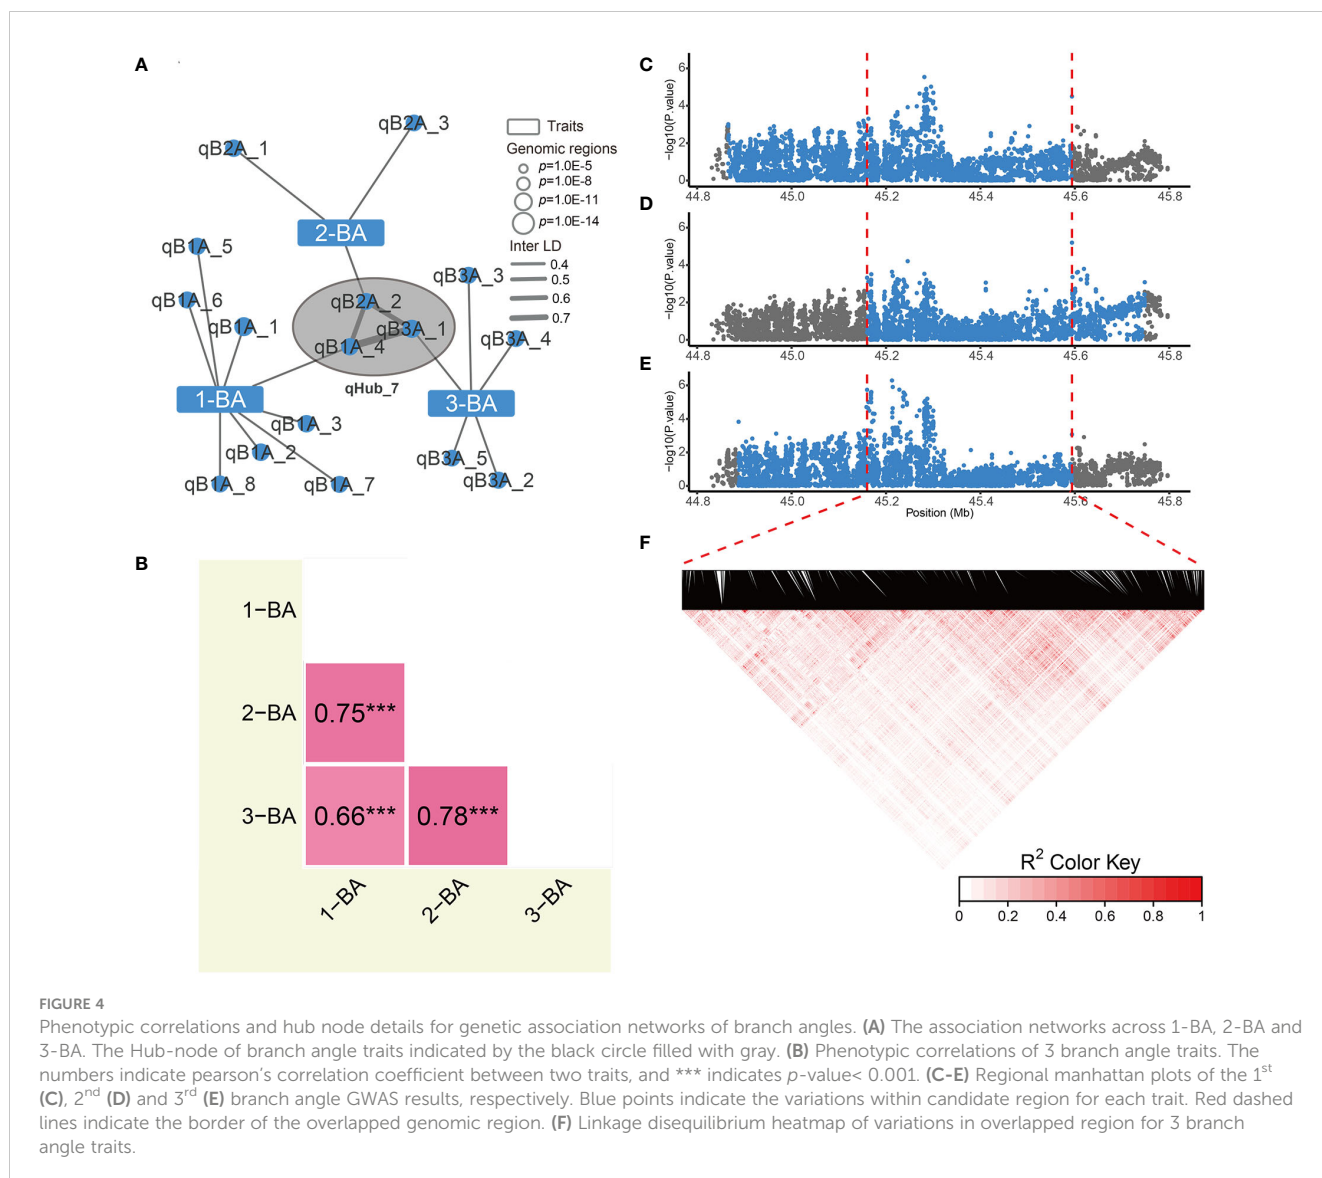 A
qB2A_3
qB2A_1
2-BA
qB1A_5
qB3A_3
qB1A_6
qB2A_2
qB1A_1
qB3A_1
qB3A_4
qB1A_4
qHub_7
1-BA
3-BA
qB1A_3
qB1A_2
qB3A_5
qB1A_8
qB1A_7
qB3A_2
Traits
Genomic regions
p=1.0E-5
p=1.0E-8
p=1.0E-11
p=1.0E-14
Inter LD
0.4
0.5
0.6
0.7
B
1−BA
2−BA
0.75***
3−BA
0.66***
0.78***
1−BA
2−BA
3−BA
C
−log10(P.value)
6
4
2
0
44.8
45.0
45.2
45.4
45.6
45.8
D
−log10(P.value)
6
4
2
0
44.8
45.0
45.2
45.4
45.6
45.8
E
−log10(P.value)
6
4
2
0
44.8
45.0
45.2
45.4
45.6
45.8
Position (Mb)
F
R² Color Key
0
0.2
0.4
0.6
0.8
1
FIGURE 4
Phenotypic correlations and hub node details for genetic association networks of branch angles. (A) The association networks across 1-BA, 2-BA and
3-BA. The Hub-node of branch angle traits indicated by the black circle filled with gray. (B) Phenotypic correlations of 3 branch angle traits. The
numbers indicate pearson's correlation coefficient between two traits, and *** indicates p-value< 0.001. (C-E) Regional manhattan plots of the 1st
(C), 2nd (D) and 3rd (E) branch angle GWAS results, respectively. Blue points indicate the variations within candidate region for each trait. Red dashed
lines indicate the border of the overlapped genomic region. (F) Linkage disequilibrium heatmap of variations in overlapped region for 3 branch
angle traits.